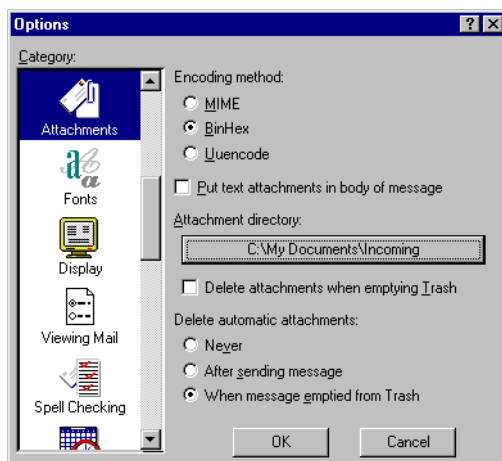 Options
Category:
Attachments
Fonts
Display
Viewing Mail
Spell Checking
Encoding method:
MIME
BinHex
Uuencode
Put text attachments in body of message
Attachment directory:
C:\My Documents\Incoming
Delete attachments when emptying Trash
Delete automatic attachments:
Never
After sending message
When message emptied from Trash
OK
Cancel